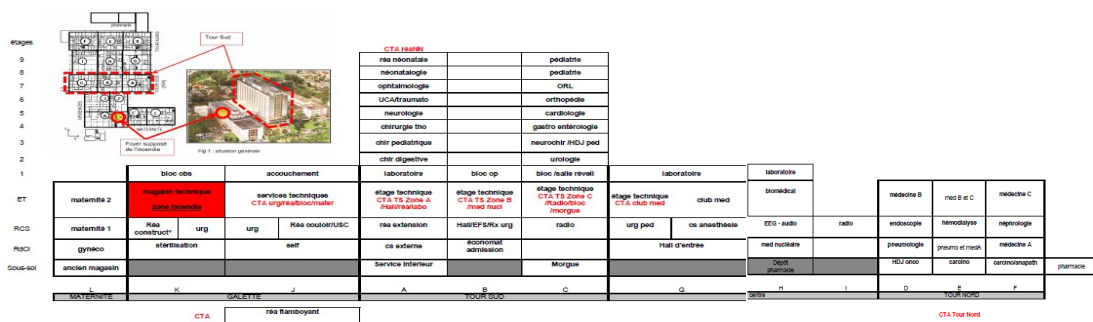 pharmacie
TOUR NORD
Tour Sud
MATERNITE
Foyer supposé
de l'incendie
Fig 1 : situation générale
étages
CTA réaNN
9
réa néonatale
pédiatrie
8
néonatalogie
pediatrie
7
ophtalmologie
ORL
6
UCA/traumato
orthopédie
5
neurologie
cardiologie
4
chirurgie tho
gastro entérologie
3
chir pediatrique
neurochir /HDJ ped
2
chir digestive
urologie
1
bloc obs
accouchement
laboratoire
bloc op
bloc /salle réveil
laboratoire
laboratoire
ET
maternité 2
magasin technique
zone incendie
services techniques
CTA urg/réa/bloc/mater
étage technique
CTA TS Zone A
/Hall/réa/labo
étage technique
CTA TS Zone B
/med nucl
étage technique
CTA TS Zone C
/Radio/bloc
/morgue
étage technique
CTA club med
club med
biomédical
médecine B
med B et C
médecine C
RCS
maternité 1
Réa
construct°
urg
urg
Réa couloir/USC
réa extension
Hall/EFS/Rx urg
radio
urg ped
cs anesthésie
EEG - audio
radio
endoscopie
hémodialyse
néphrologie
RdCI
gyneco
stérilisation
self
cs externe
économat
admission
Hall d'entrée
med nucléaire
pneumologie
pneumo et medA
médecine A
Sous-sol
ancien magasin
Service intérieur
Morgue
Dépôt
pharmacie
HDJ onco
carcino
carcino/anapath
pharmacie
L
K
J
A
B
C
G
H
I
D
E
F
MATERNITE
GALETTE
TOUR SUD
centre
TOUR NORD
CTA
réa flamboyant
CTA Tour Nord